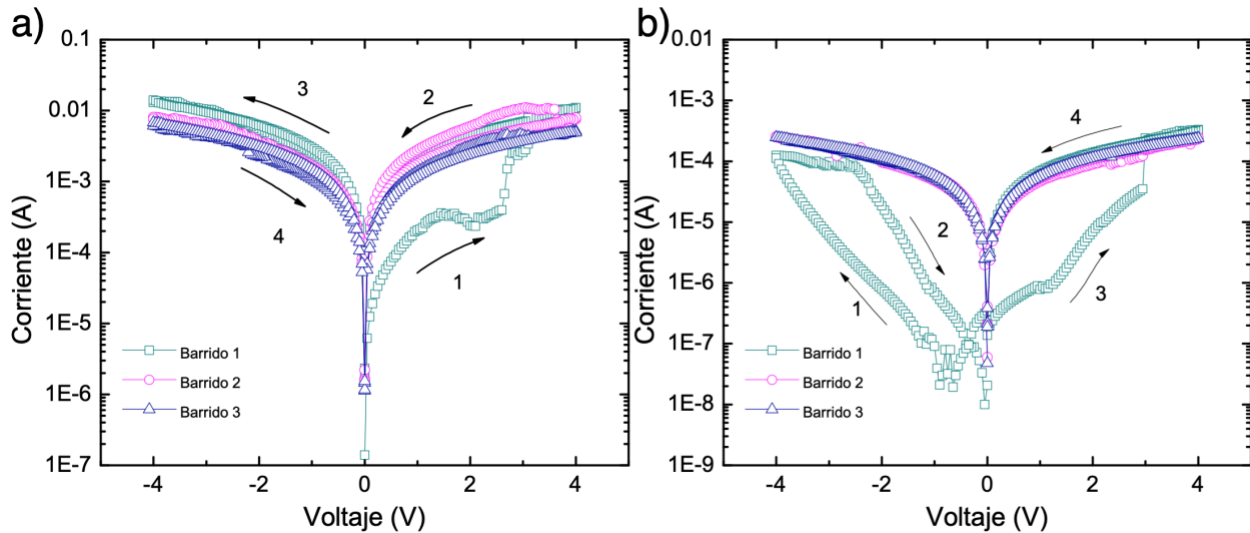 a)
0.1
0.01
1E-3
1E-4
1E-5
1E-6
1E-7
Corriente (A)
3
2
4
1
Barrido 1
Barrido 2
Barrido 3
-4 -2 0 2 4
Voltaje (V)
b)
0.01
1E-3
1E-4
1E-5
1E-6
1E-7
1E-8
1E-9
Corriente (A)
4
2
1
3
Barrido 1
Barrido 2
Barrido 3
-4 -2 0 2 4
Voltaje (V)